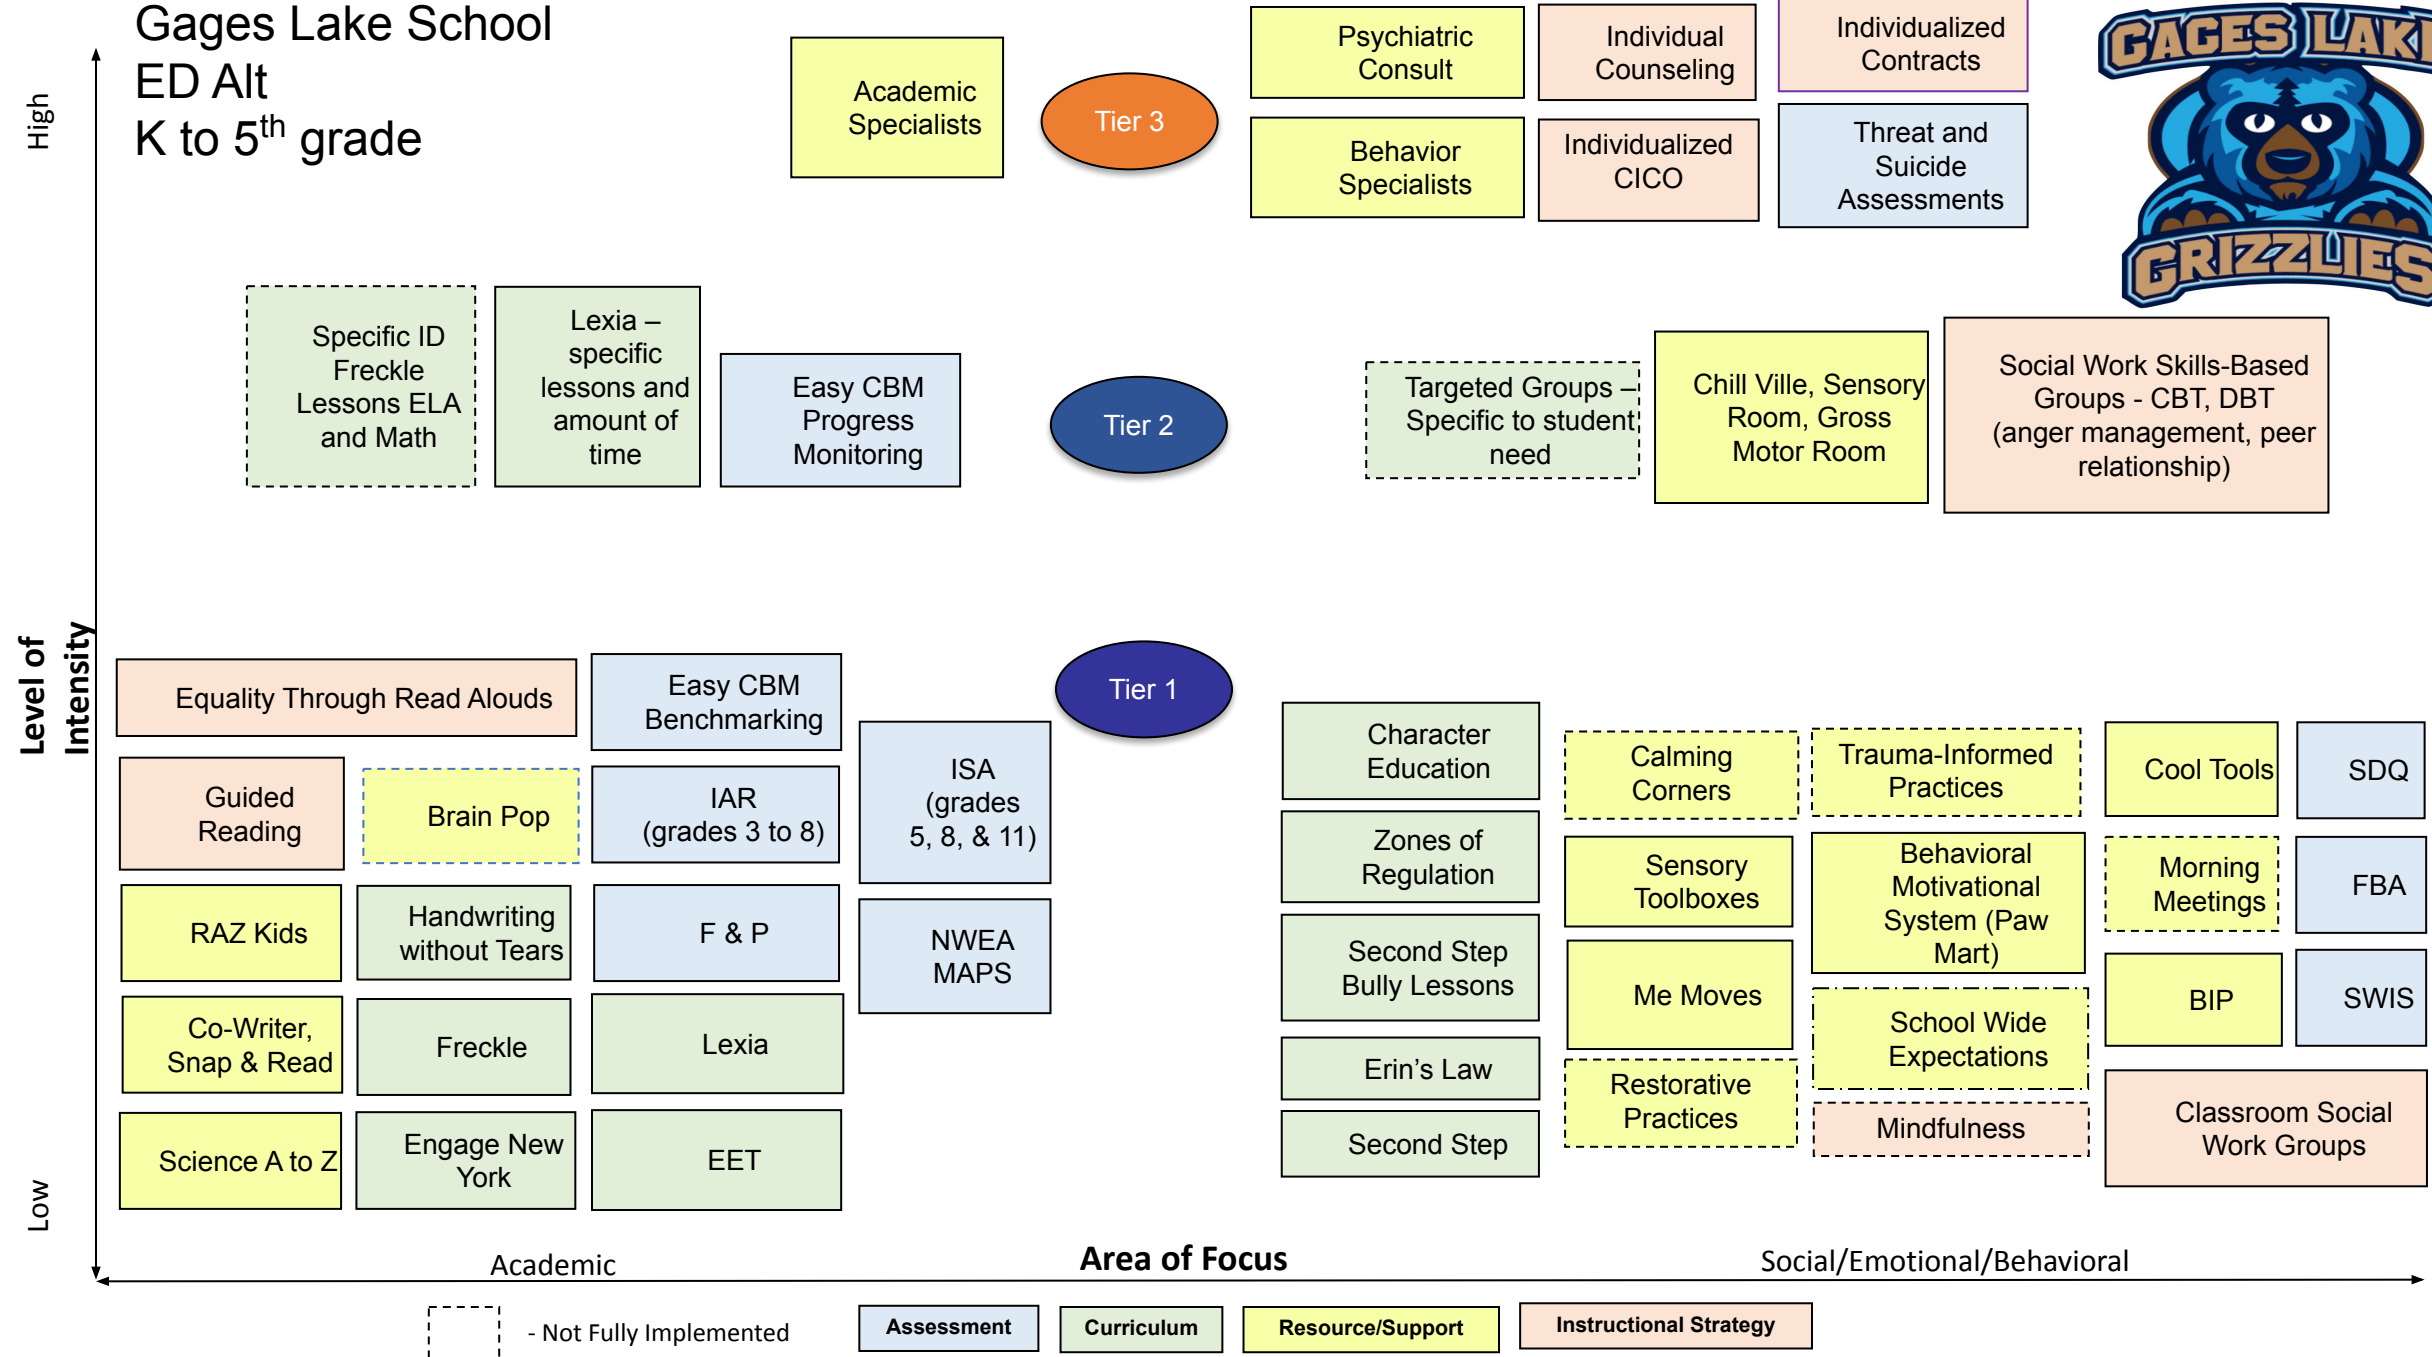 Gages Lake School
ED Alt
K to 5th grade
High
Academic
Specialists
Tier 3
Psychiatric
Consult
Individual
Counseling
Individualized
Contracts
Behavior
Specialists
Individualized
CICO
Threat and
Suicide
Assessments
GAGES LAKE
GRIZZLIES
Specific ID
Freckle
Lessons ELA
and Math
Lexia –
specific
lessons and
amount of
time
Easy CBM
Progress
Monitoring
Tier 2
Targeted Groups –
Specific to student
need
Chill Ville, Sensory
Room, Gross
Motor Room
Social Work Skills-Based
Groups - CBT, DBT
(anger management, peer
relationship)
Level of
Intensity
Tier 1
Equality Through Read Alouds
Easy CBM
Benchmarking
Guided
Reading
Brain Pop
IAR
(grades 3 to 8)
ISA
(grades
5, 8, & 11)
RAZ Kids
Handwriting
without Tears
F & P
NWEA
MAPS
Co-Writer,
Snap & Read
Freckle
Lexia
Science A to Z
Engage New
York
EET
Character
Education
Calming
Corners
Trauma-Informed
Practices
Cool Tools
SDQ
Zones of
Regulation
Sensory
Toolboxes
Behavioral
Motivational
System (Paw
Mart)
Morning
Meetings
FBA
Second Step
Bully Lessons
Me Moves
School Wide
Expectations
BIP
SWIS
Erin’s Law
Restorative
Practices
Mindfulness
Classroom Social
Work Groups
Second Step
Low
Academic
Area of Focus
Social/Emotional/Behavioral
- Not Fully Implemented
Assessment
Curriculum
Resource/Support
Instructional Strategy